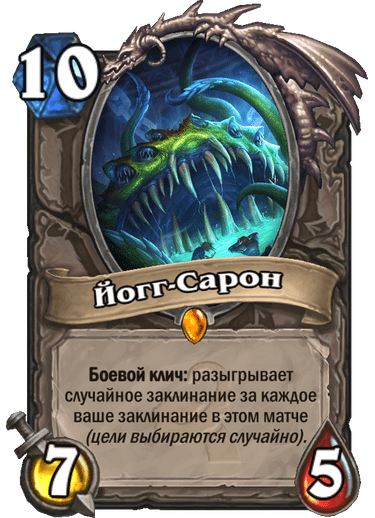 10
Йогг-Сарон
Боевой клич: разыгрывает
случайное заклинание за каждое
ваше заклинание в этом матче
(цели выбираются случайно).
7
5